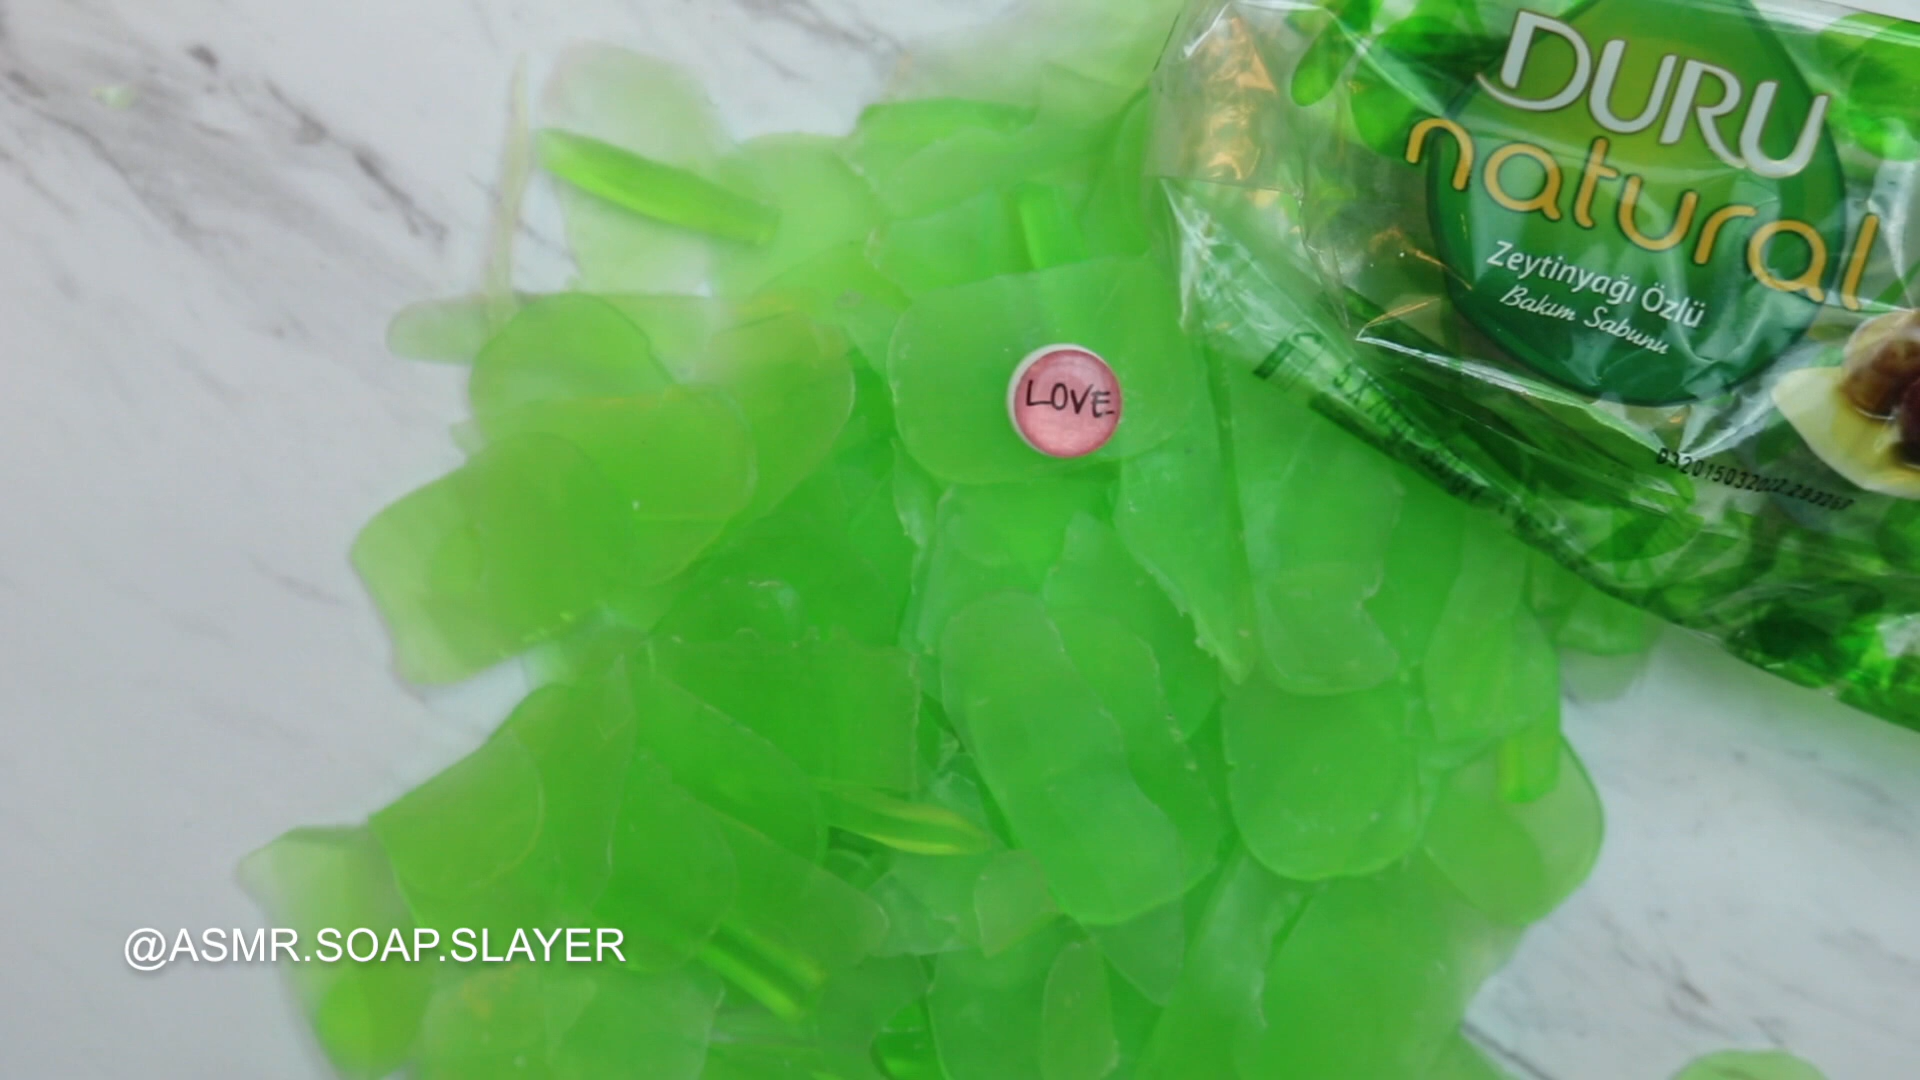 DURU
natural
Zeytinyağı Özlü
Bakım Sabunu
LOVE
@ASMR.SOAP.SLAYER